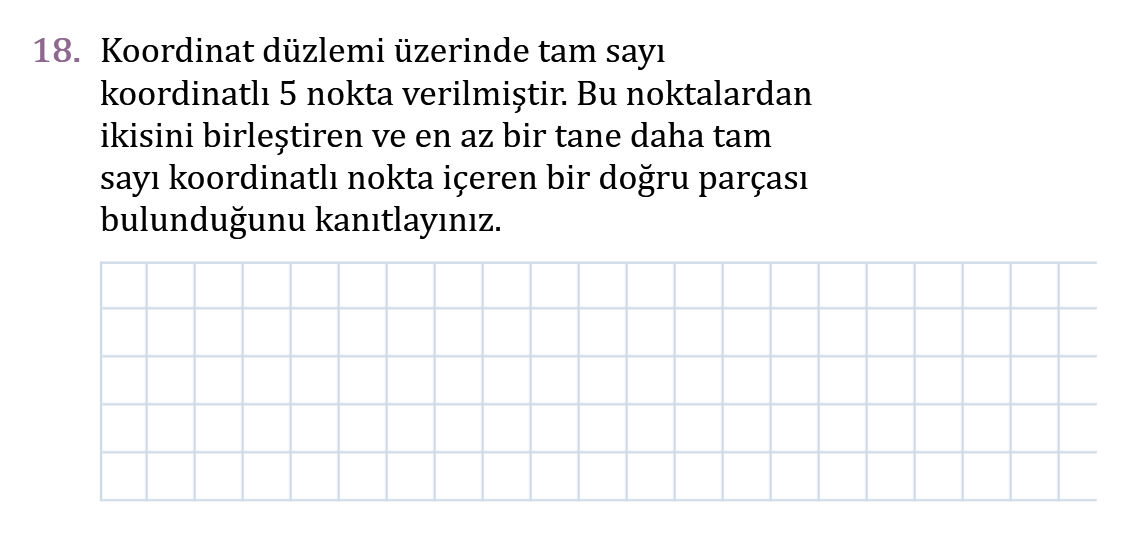 18. Koordinat düzlemi üzerinde tam sayı
koordinatlı 5 nokta verilmiştir. Bu noktalardan
ikisini birleştiren ve en az bir tane daha tam
sayı koordinatlı nokta içeren bir doğru parçası
bulunduğunu kanıtlayınız.